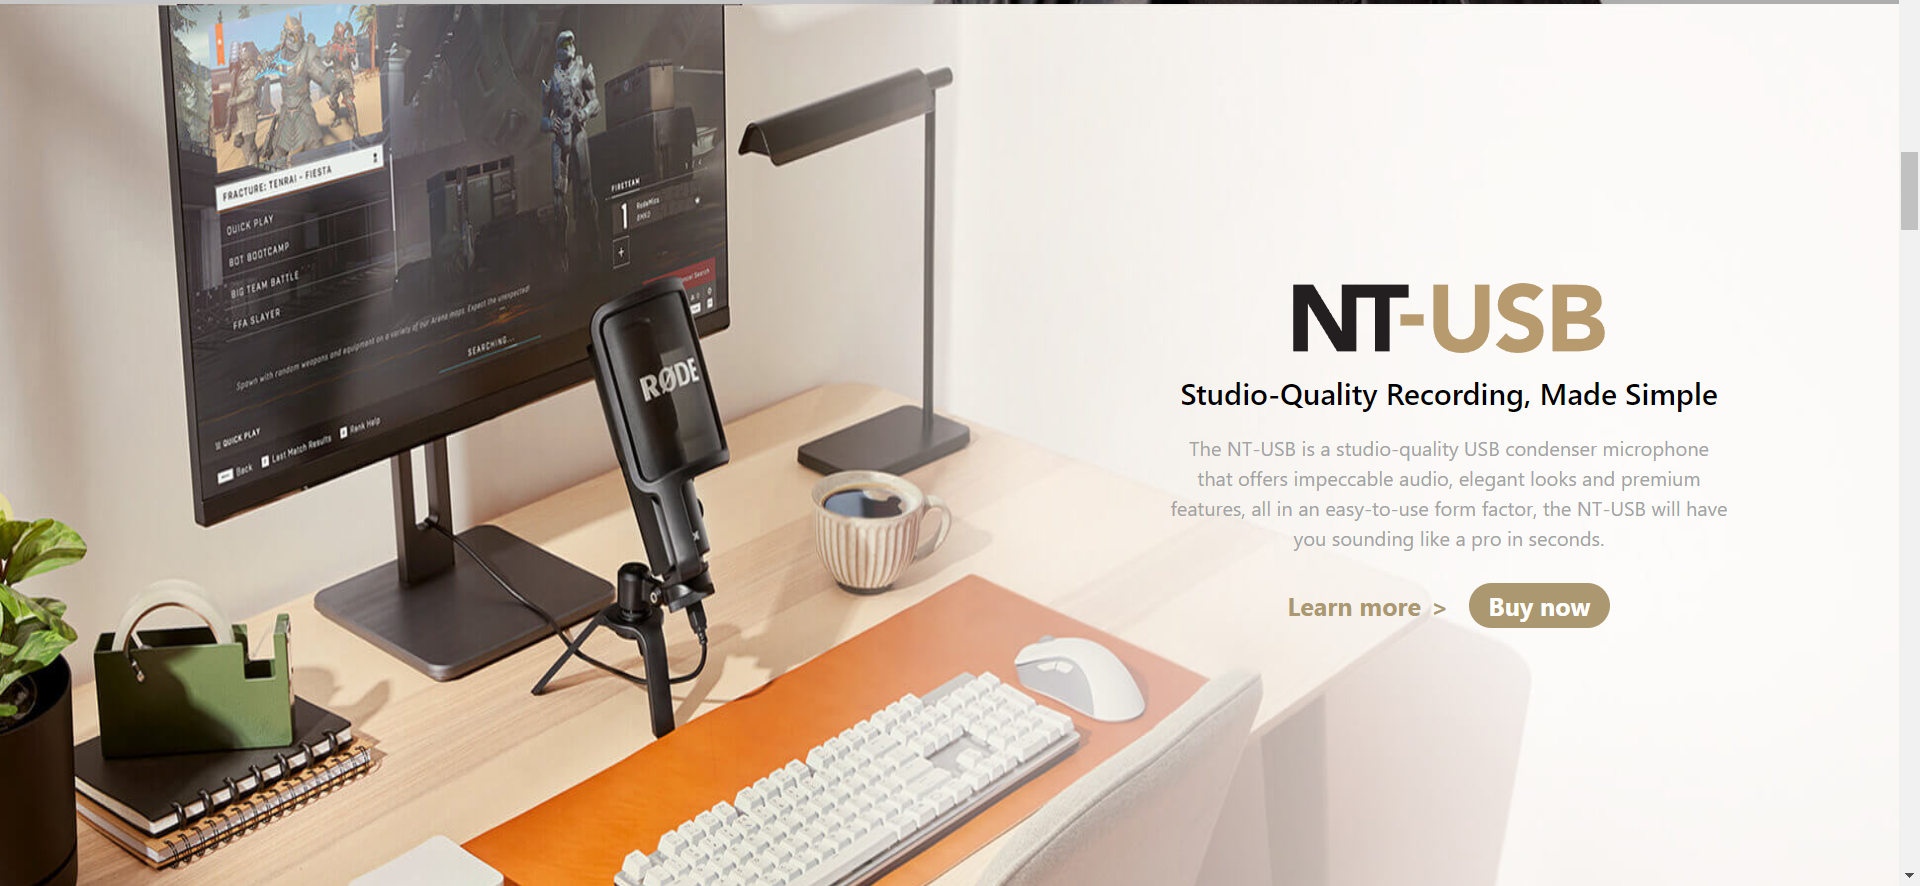 FRACTURE: TENRAI - FIESTA
QUICK PLAY
BOT BOOTCAMP
BIG TEAM BATTLE
FFA SLAYER
Spawn with random weapons and equipment on a variety of our Arena maps. Expect the unexpected!
SEARCHING...
FIRETEAM
1
RodeMics
+
Cancel Search
QUICK PLAY
Back
Last Match Results
Rank Help
RØDE
NT-USB
Studio-Quality Recording, Made Simple
The NT-USB is a studio-quality USB condenser microphone
that offers impeccable audio, elegant looks and premium
features, all in an easy-to-use form factor, the NT-USB will have
you sounding like a pro in seconds.
Learn more >
Buy now